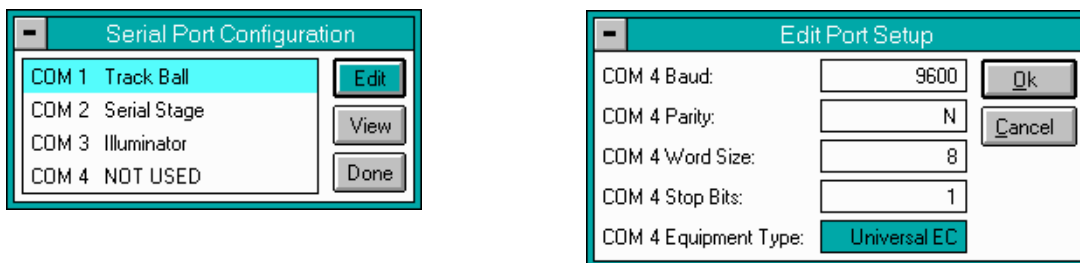 Serial Port Configuration
COM 1 Track Ball
COM 2 Serial Stage
COM 3 Illuminator
COM 4 NOT USED
Edit
View
Done
Edit Port Setup
COM 4 Baud: 9600
COM 4 Parity: N
COM 4 Word Size: 8
COM 4 Stop Bits: 1
COM 4 Equipment Type: Universal EC
Ok
Cancel